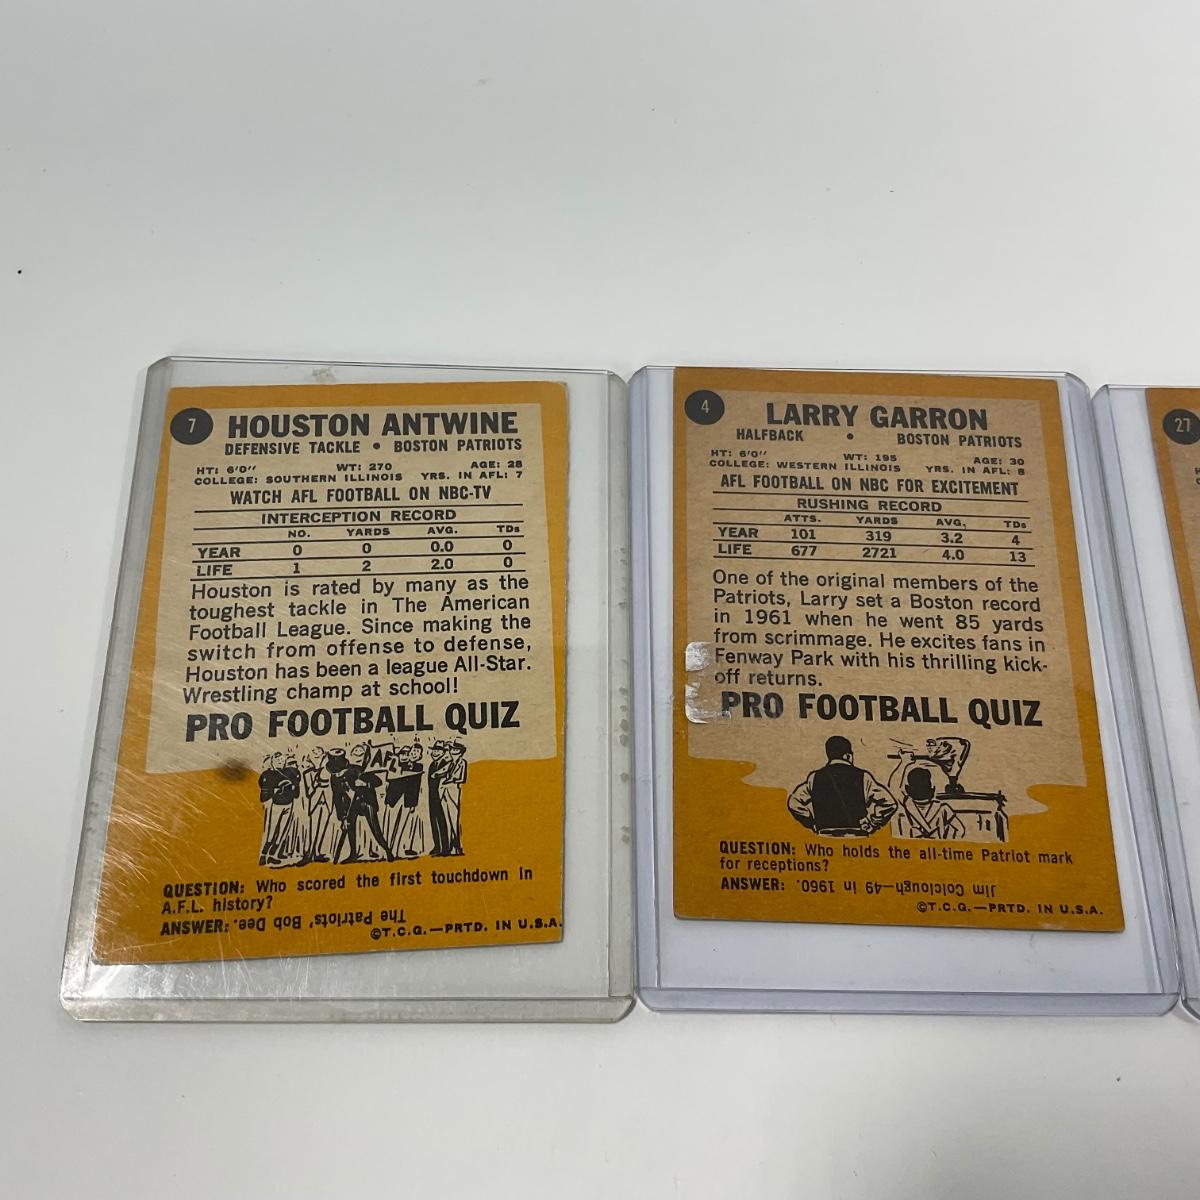 7
HOUSTON ANTWINE
DEFENSIVE TACKLE • BOSTON PATRIOTS
HT: 6'0" WT: 270 AGE: 28
COLLEGE: SOUTHERN ILLINOIS YRS. IN AFL: 7
WATCH AFL FOOTBALL ON NBC-TV
INTERCEPTION RECORD
NO. YARDS AVG. TDs
YEAR 0 0 0.0 0
LIFE 1 2 2.0 0
Houston is rated by many as the
toughest tackle in The American
Football League. Since making the
switch from offense to defense,
Houston has been a league All-Star.
Wrestling champ at school!
PRO FOOTBALL QUIZ
AFL
QUESTION: Who scored the first touchdown in
A.F.L. history?
ANSWER: The Patriots' Bob Dee.
©T.C.G.—PRTD. IN U.S.A.
4
LARRY GARRON
HALFBACK • BOSTON PATRIOTS
HT: 6'0" WT: 195 AGE: 30
COLLEGE: WESTERN ILLINOIS YRS. IN AFL: 8
AFL FOOTBALL ON NBC FOR EXCITEMENT
RUSHING RECORD
ATTS. YARDS AVG. TDs
YEAR 101 319 3.2 4
LIFE 677 2721 4.0 13
One of the original members of the
Patriots, Larry set a Boston record
in 1961 when he went 85 yards
from scrimmage. He excites fans in
Fenway Park with his thrilling kick-
off returns.
PRO FOOTBALL QUIZ
QUESTION: Who holds the all-time Patriot mark
for receptions?
ANSWER: Jim Colclough—49 in 1960.
©T.C.G.—PRTD. IN U.S.A.
27